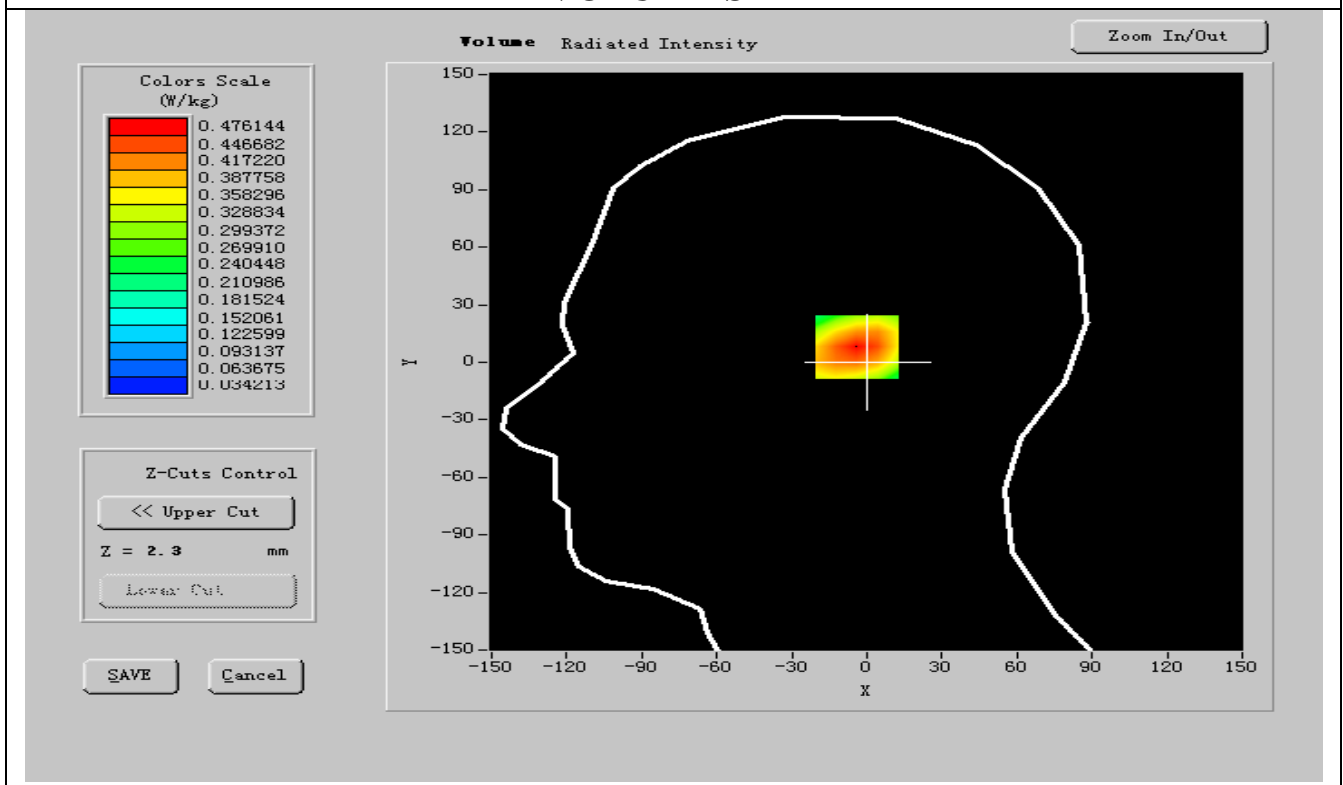 Volume Radiated Intensity
Zoom In/Out
Colors Scale
(W/kg)
0.476144
0.446682
0.417220
0.387758
0.358296
0.328834
0.299372
0.269910
0.240448
0.210986
0.181524
0.152061
0.122599
0.093137
0.063675
0.034213
Z-Cuts Control
<< Upper Cut
Z = 2.3 mm
Lower Cut
SAVE Cancel
150
120
90
60
30
0
-30
-60
-90
-120
-150
Y
-150 -120 -90 -60 -30 0 30 60 90 120 150
X